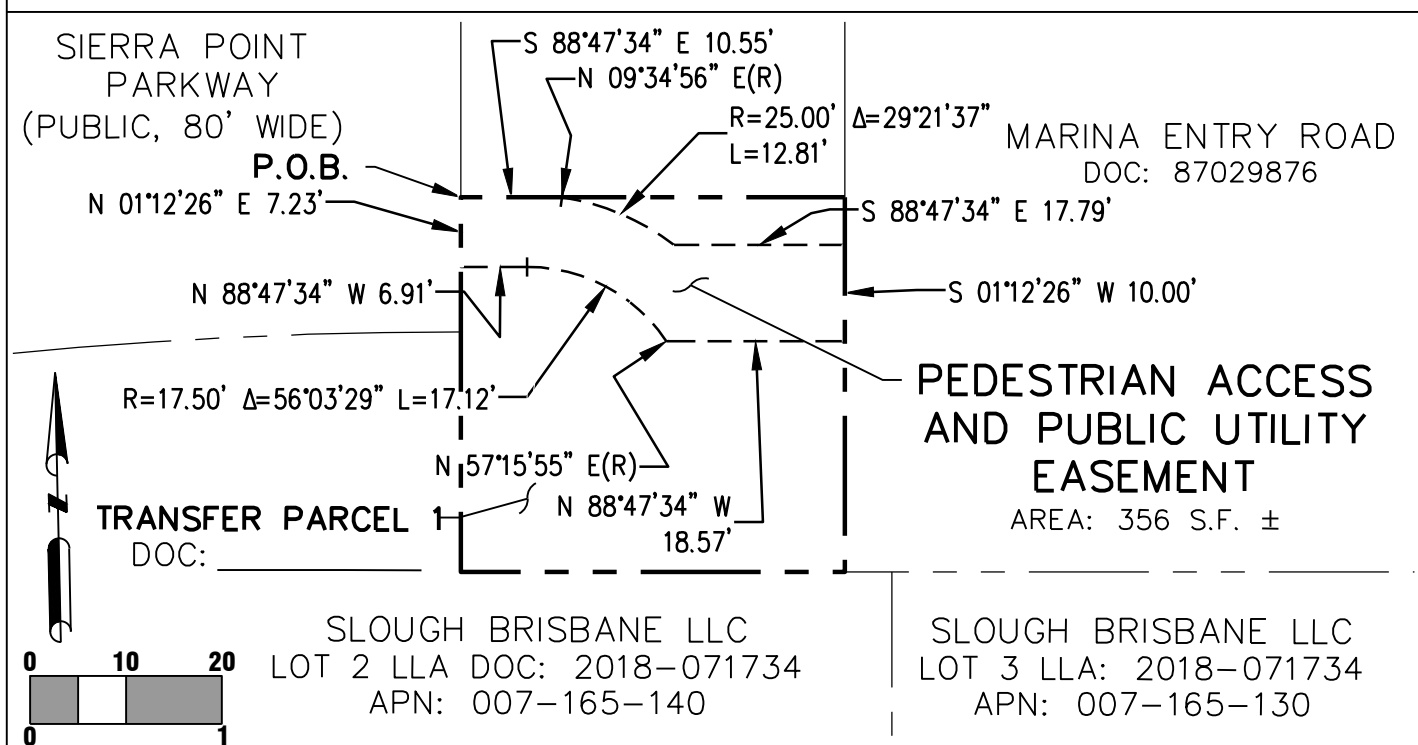 SIERRA POINT
PARKWAY
(PUBLIC, 80' WIDE)
P.O.B.
N 01°12'26" E 7.23'
S 88°47'34" E 10.55'
N 09°34'56" E(R)
R=25.00' Δ=29°21'37"
L=12.81'
MARINA ENTRY ROAD
DOC: 87029876
S 88°47'34" E 17.79'
N 88°47'34" W 6.91'
S 01°12'26" W 10.00'
R=17.50' Δ=56°03'29" L=17.12'
PEDESTRIAN ACCESS
AND PUBLIC UTILITY
EASEMENT
AREA: 356 S.F. ±
N 57°15'55" E(R)
N 88°47'34" W
18.57'
N
TRANSFER PARCEL 1
DOC: ____________
SLOUGH BRISBANE LLC
LOT 2 LLA DOC: 2018-071734
APN: 007-165-140
SLOUGH BRISBANE LLC
LOT 3 LLA: 2018-071734
APN: 007-165-130
0 10 20
0 1